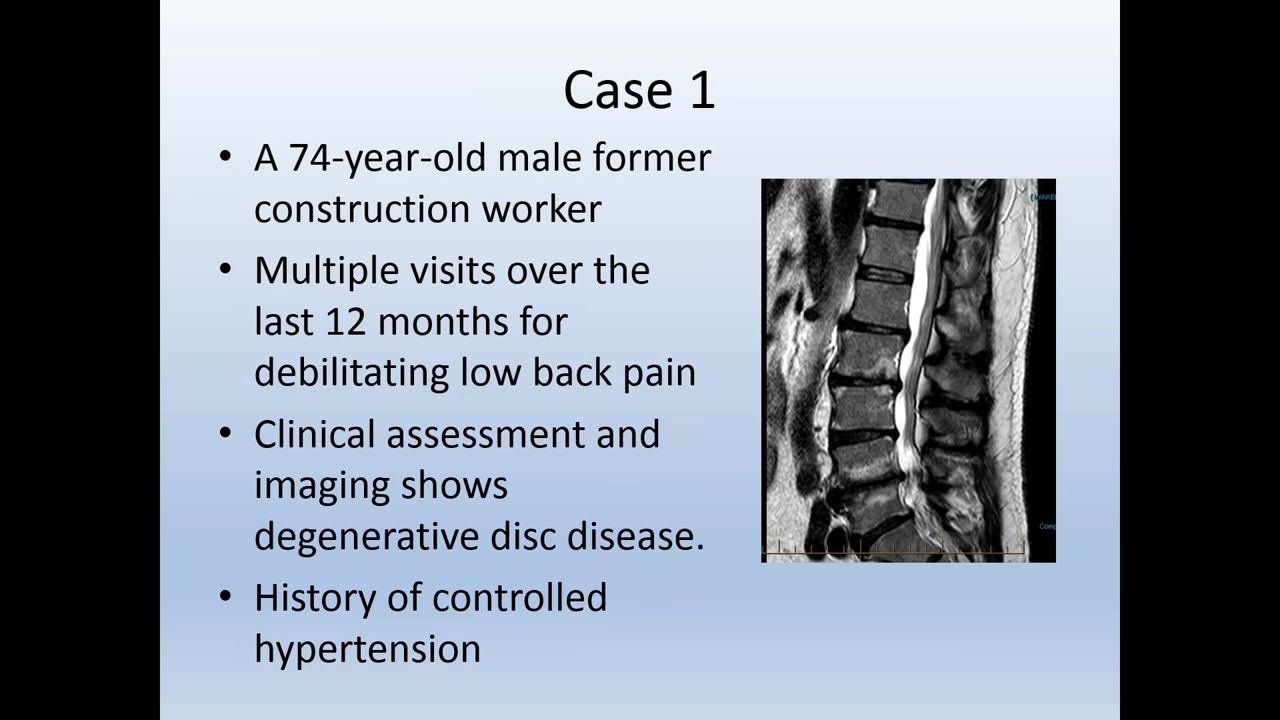 Case 1
• A 74-year-old male former
construction worker
• Multiple visits over the
last 12 months for
debilitating low back pain
• Clinical assessment and
imaging shows
degenerative disc disease.
• History of controlled
hypertension
S